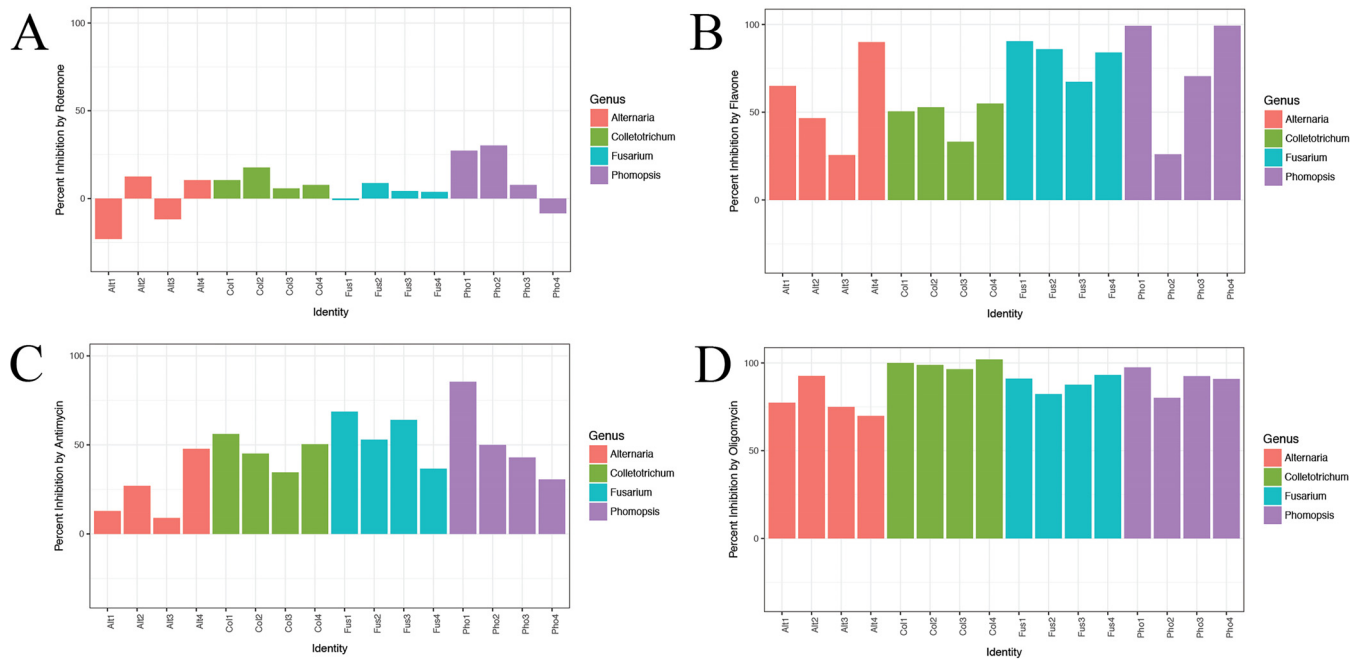 A
Percent Inhibition by Rotenone
100
50
0
Alt1
Alt2
Alt3
Alt4
Col1
Col2
Col3
Col4
Fus1
Fus2
Fus3
Fus4
Pho1
Pho2
Pho3
Pho4
Identity
Genus
Alternaria
Colletotrichum
Fusarium
Phomopsis
B
Percent Inhibition by Flavone
100
50
0
Alt1
Alt2
Alt3
Alt4
Col1
Col2
Col3
Col4
Fus1
Fus2
Fus3
Fus4
Pho1
Pho2
Pho3
Pho4
Identity
Genus
Alternaria
Colletotrichum
Fusarium
Phomopsis
C
Percent Inhibition by Antimycin
100
50
0
Alt1
Alt2
Alt3
Alt4
Col1
Col2
Col3
Col4
Fus1
Fus2
Fus3
Fus4
Pho1
Pho2
Pho3
Pho4
Identity
Genus
Alternaria
Colletotrichum
Fusarium
Phomopsis
D
Percent Inhibition by Oligomycin
100
50
0
Alt1
Alt2
Alt3
Alt4
Col1
Col2
Col3
Col4
Fus1
Fus2
Fus3
Fus4
Pho1
Pho2
Pho3
Pho4
Identity
Genus
Alternaria
Colletotrichum
Fusarium
Phomopsis